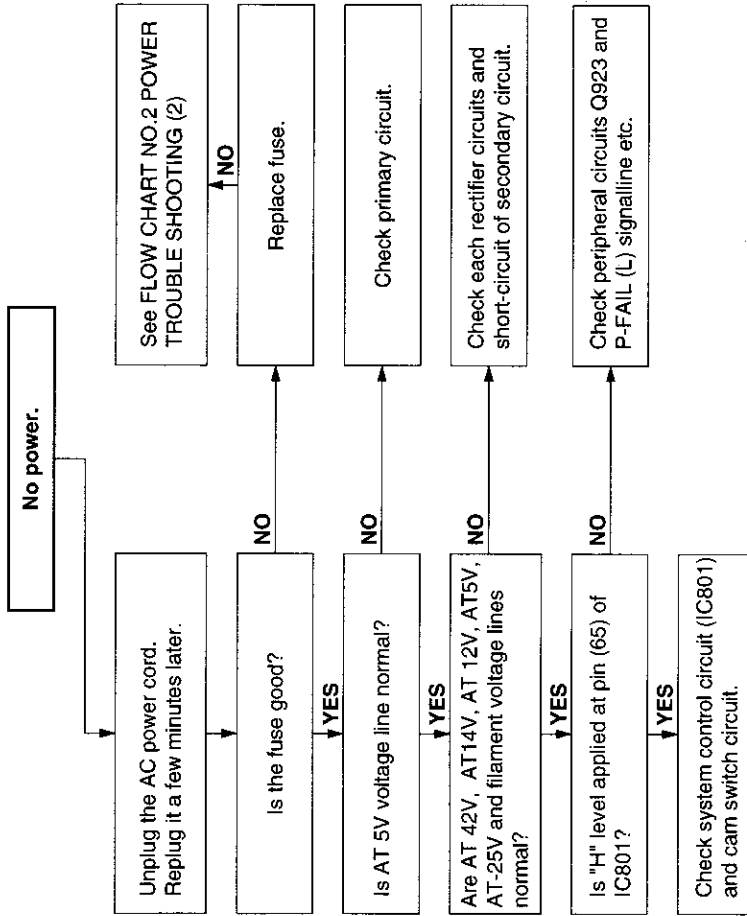 No power.
Unplug the AC power cord.
Replug it a few minutes later.
Is the fuse good?
NO
Replace fuse.
NO
See FLOW CHART NO.2 POWER
TROUBLE SHOOTING (2)
YES
Is AT 5V voltage line normal?
NO
Check primary circuit.
YES
Are AT 42V, AT14V, AT 12V, AT5V,
AT-25V and filament voltage lines
normal?
NO
Check each rectifier circuits and
short-circuit of secondary circuit.
YES
Is "H" level applied at pin (65) of
IC801?
NO
Check peripheral circuits Q923 and
P-FAIL (L) signalline etc.
YES
Check system control circuit (IC801)
and cam switch circuit.